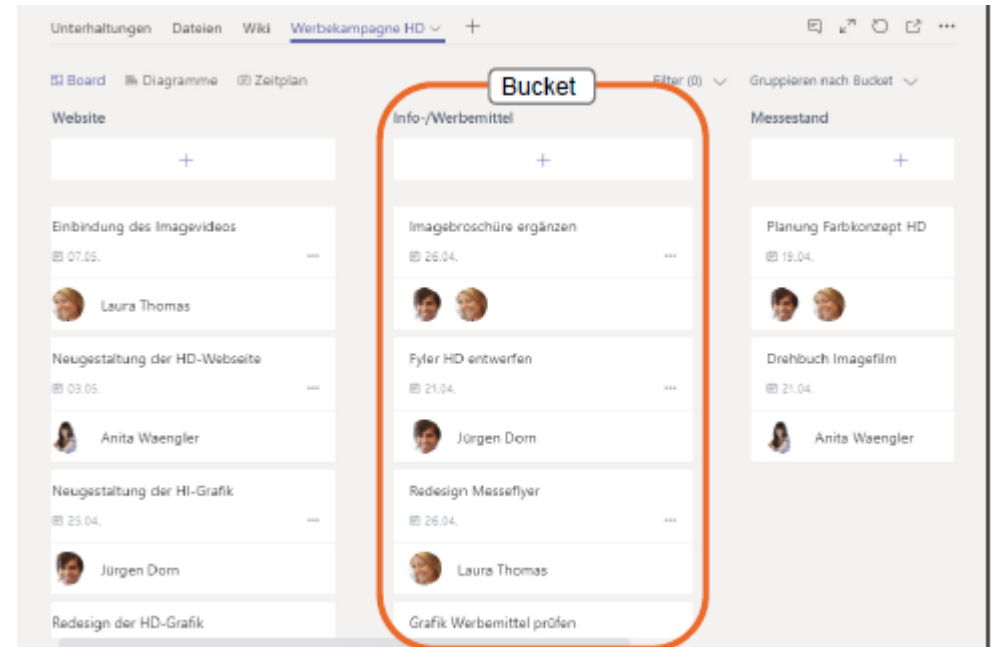 Unterhaltungen Dateien Wiki Werbekampagne HD
Board Diagramme Zeitplan Filter (0) Gruppieren nach Bucket
Bucket
Website
Einbindung des Imagevideos
07.05.
Laura Thomas
Neugestaltung der HD-Webseite
03.05.
Anita Waengler
Neugestaltung der HI-Grafik
25.04.
Jürgen Dorn
Redesign der HD-Grafik
Info-/Werbemittel
Imagebroschüre ergänzen
26.04.
Fyler HD entwerfen
21.04.
Jürgen Dorn
Redesign Messeflyer
26.04.
Laura Thomas
Grafik Werbemittel prüfen
Messestand
Planung Farbkonzept HD
19.04.
Drehbuch Imagefilm
21.04.
Anita Waengler